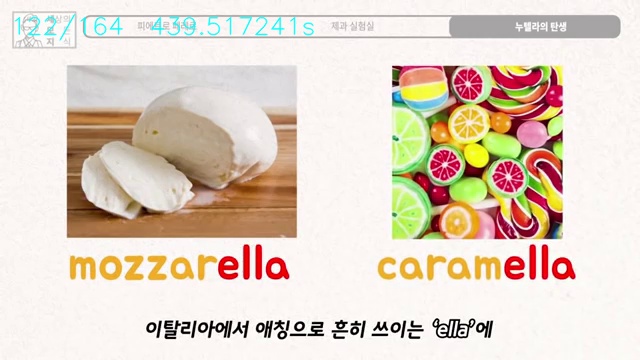 122/164 439.517241s
제과 실험실
누텔라의 탄생
mozzarella
caramella
이탈리아에서 애칭으로 흔히 쓰이는 'ella'에